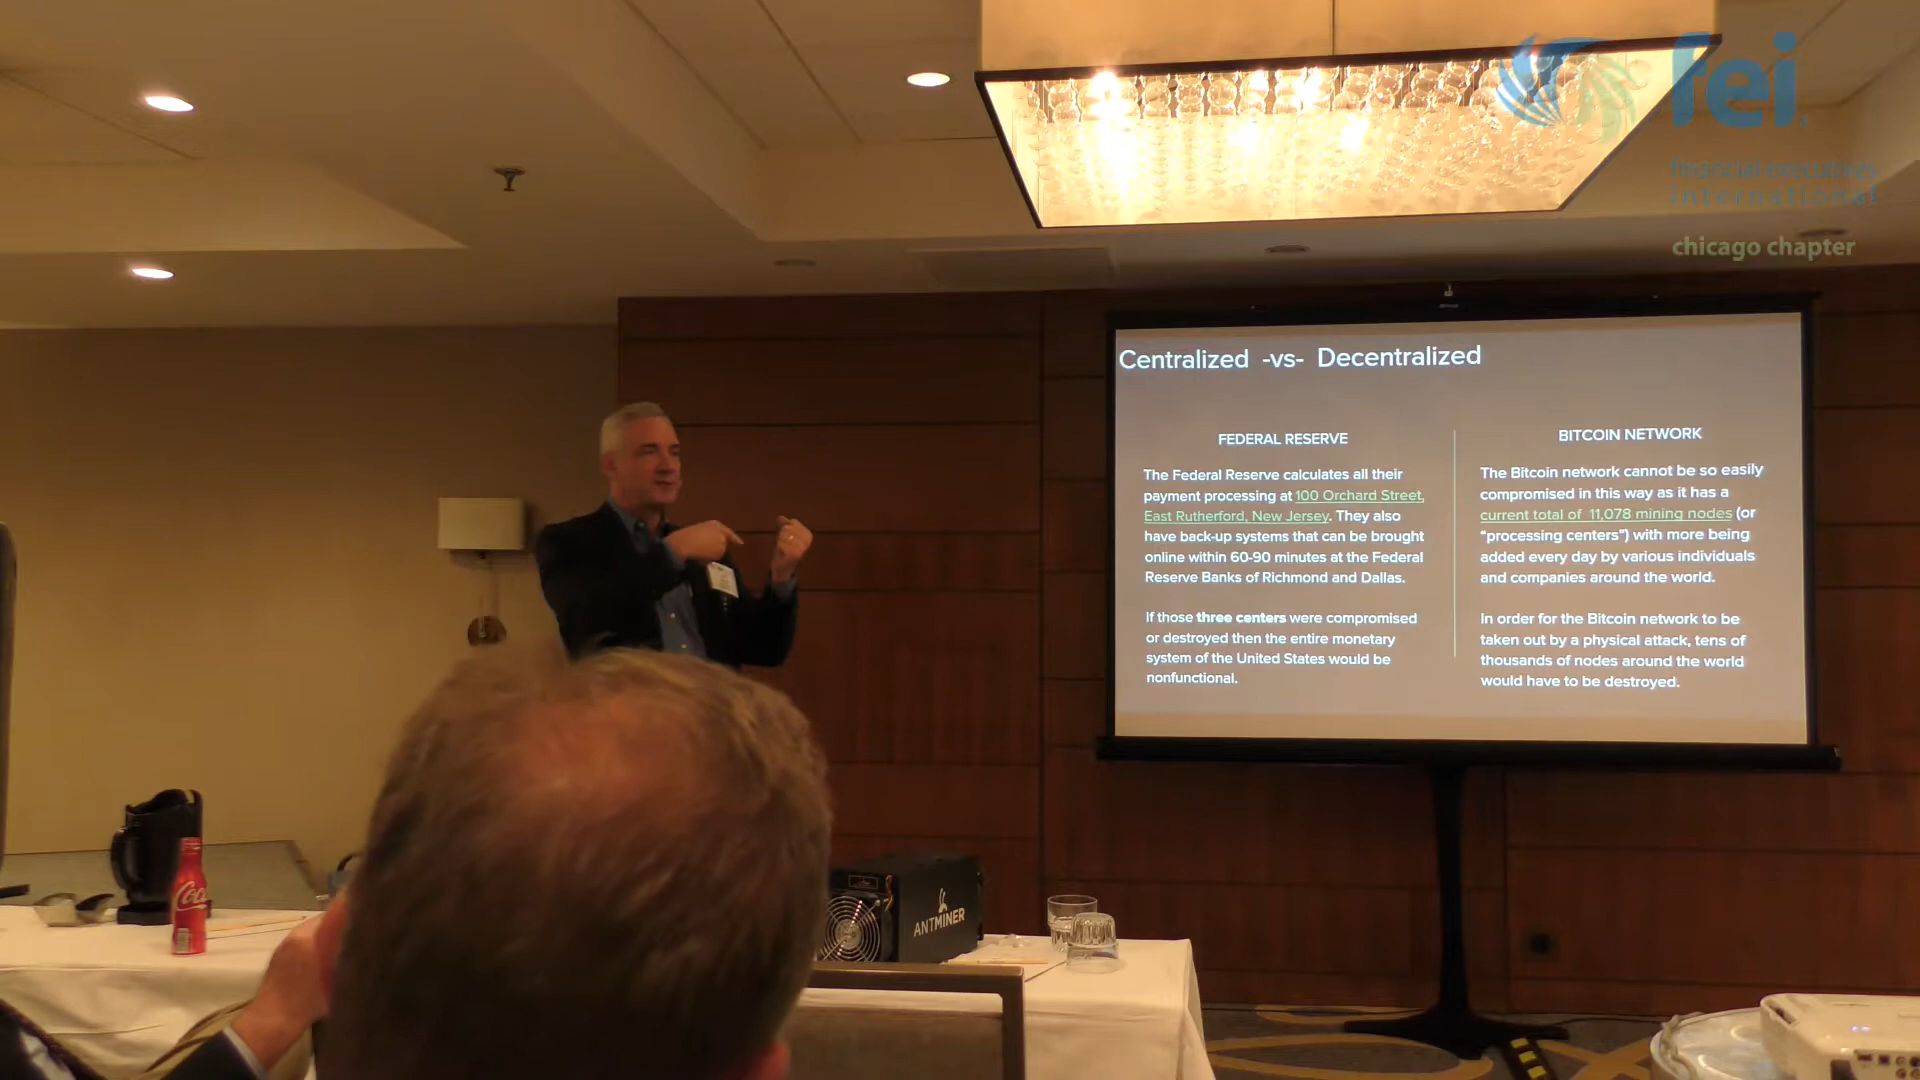 fei
financial executives
international
chicago chapter
Centralized -vs- Decentralized
FEDERAL RESERVE
The Federal Reserve calculates all their
payment processing at 100 Orchard Street,
East Rutherford, New Jersey. They also
have back-up systems that can be brought
online within 60-90 minutes at the Federal
Reserve Banks of Richmond and Dallas.
If those three centers were compromised
or destroyed then the entire monetary
system of the United States would be
nonfunctional.
BITCOIN NETWORK
The Bitcoin network cannot be so easily
compromised in this way as it has a
current total of 11,078 mining nodes (or
"processing centers") with more being
added every day by various individuals
and companies around the world.
In order for the Bitcoin network to be
taken out by a physical attack, tens of
thousands of nodes around the world
would have to be destroyed.
ANTMINER